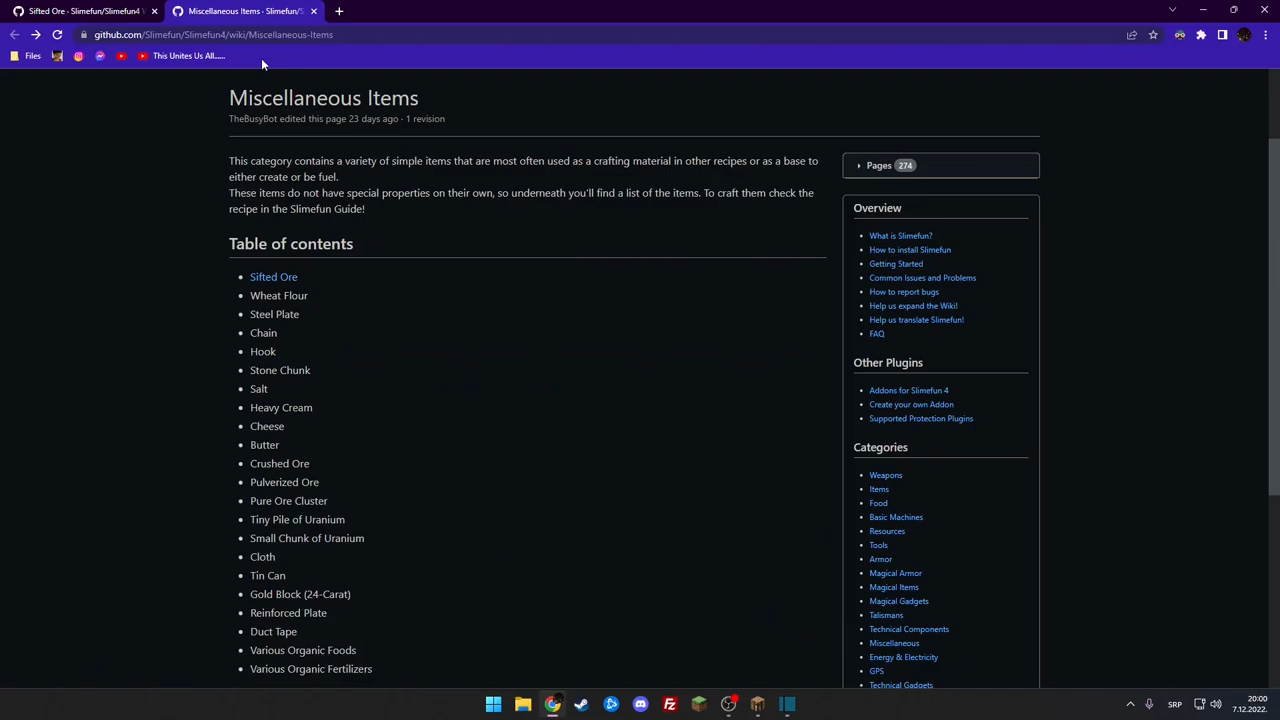 Sifted Ore - Slimefun/Slimefun4
Miscellaneous Items - Slimefun/S
github.com/Slimefun/Slimefun4/wiki/Miscellaneous-Items
Files
This Unites Us All......
Miscellaneous Items
TheBusyBot edited this page 23 days ago · 1 revision
This category contains a variety of simple items that are most often used as a crafting material in other recipes or as a base to
either create or be fuel.
These items do not have special properties on their own, so underneath you'll find a list of the items. To craft them check the
recipe in the Slimefun Guide!
Table of contents
Sifted Ore
Wheat Flour
Steel Plate
Chain
Hook
Stone Chunk
Salt
Heavy Cream
Cheese
Butter
Crushed Ore
Pulverized Ore
Pure Ore Cluster
Tiny Pile of Uranium
Small Chunk of Uranium
Cloth
Tin Can
Gold Block (24-Carat)
Reinforced Plate
Duct Tape
Various Organic Foods
Various Organic Fertilizers
Pages 274
Overview
What is Slimefun?
How to install Slimefun
Getting Started
Common Issues and Problems
How to report bugs
Help us expand the Wiki!
Help us translate Slimefun!
FAQ
Other Plugins
Addons for Slimefun 4
Create your own Addon
Supported Protection Plugins
Categories
Weapons
Items
Food
Basic Machines
Resources
Tools
Armor
Magical Armor
Magical Items
Magical Gadgets
Talismans
Technical Components
Miscellaneous
Energy & Electricity
GPS
Technical Gadgets
SRP
20:00
7.12.2022.